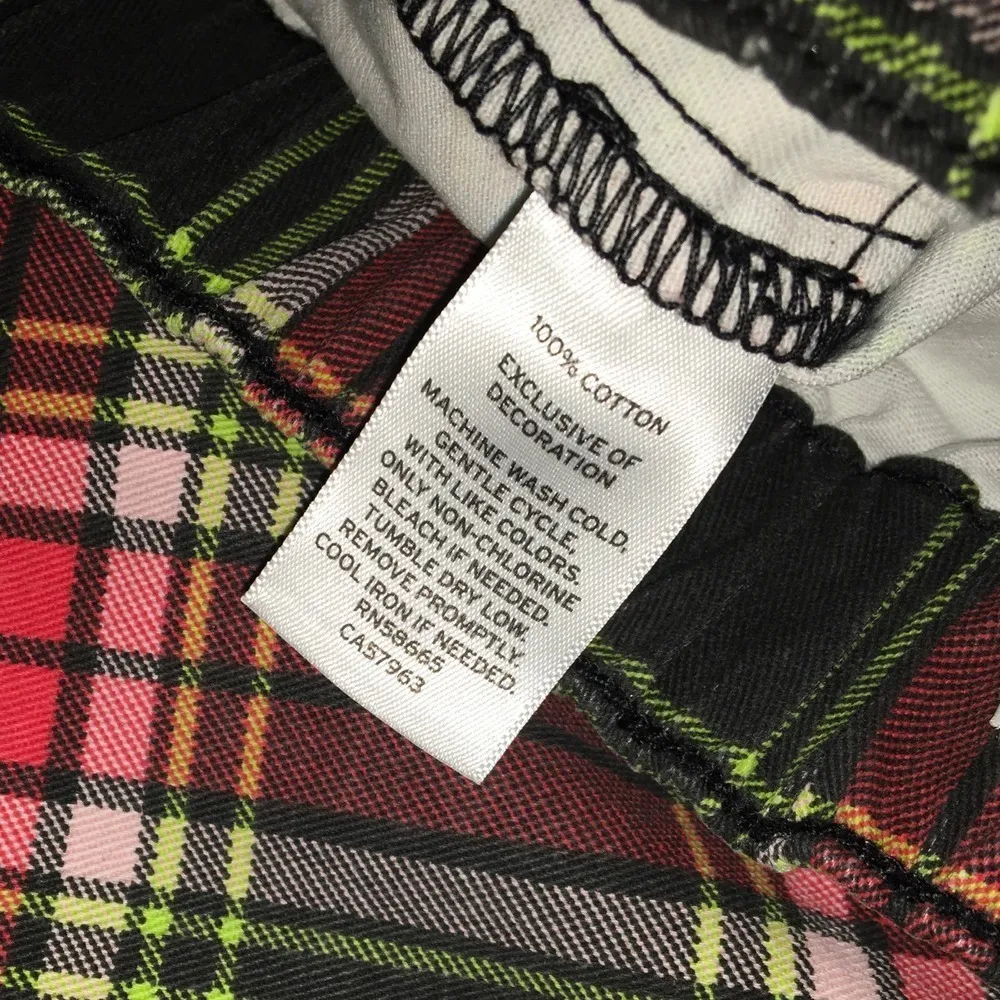 100% COTTON
EXCLUSIVE OF
DECORATION
MACHINE WASH COLD,
GENTLE CYCLE,
WITH LIKE COLORS.
ONLY NON-CHLORINE
BLEACH IF NEEDED.
TUMBLE DRY LOW.
REMOVE PROMPTLY.
COOL IRON, IF NEEDED.
RN58665
CA57963